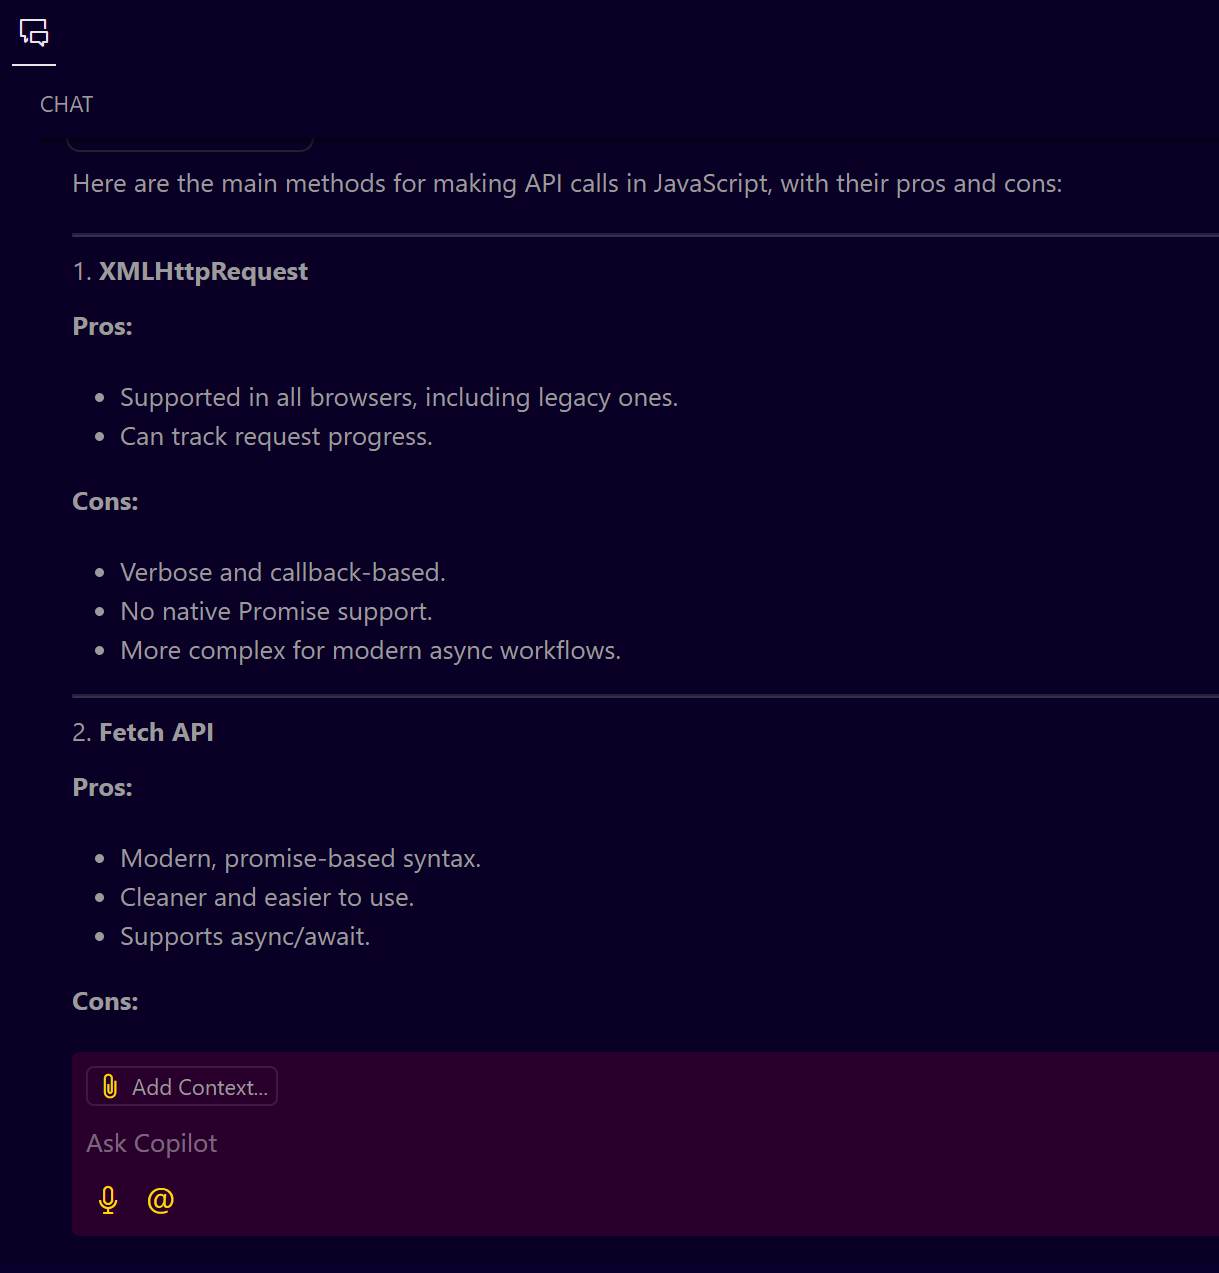 CHAT
Here are the main methods for making API calls in JavaScript, with their pros and cons:
1. XMLHttpRequest
Pros:
• Supported in all browsers, including legacy ones.
• Can track request progress.
Cons:
• Verbose and callback-based.
• No native Promise support.
• More complex for modern async workflows.
2. Fetch API
Pros:
• Modern, promise-based syntax.
• Cleaner and easier to use.
• Supports async/await.
Cons:
Add Context...
Ask Copilot
@